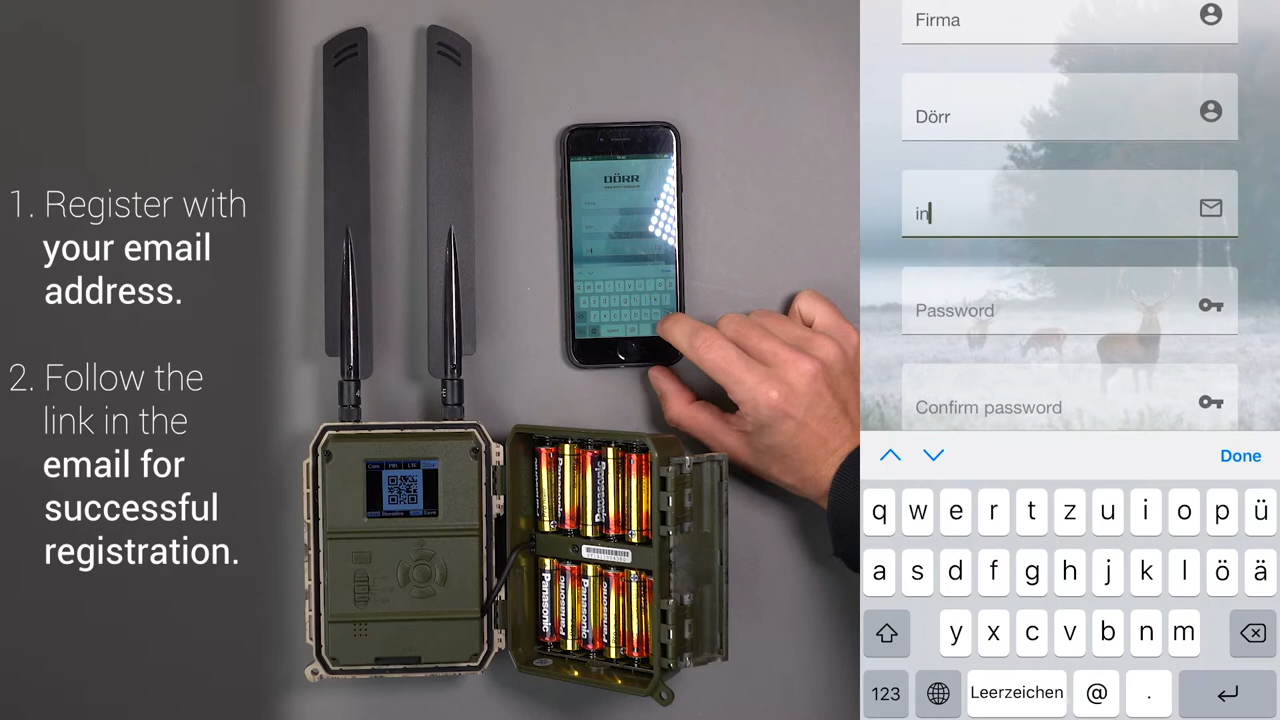 1. Register with
your email
address.
2. Follow the
link in the
email for
successful
registration.
DÖRR
Panasonic
Panasonic
Panasonic
Panasonic
Firma
Dörr
in
Password
Confirm password
Done
q w e r t z u i o p ü
a s d f g h j k l ö ä
y x c v b n m
123 Leerzeichen @ .